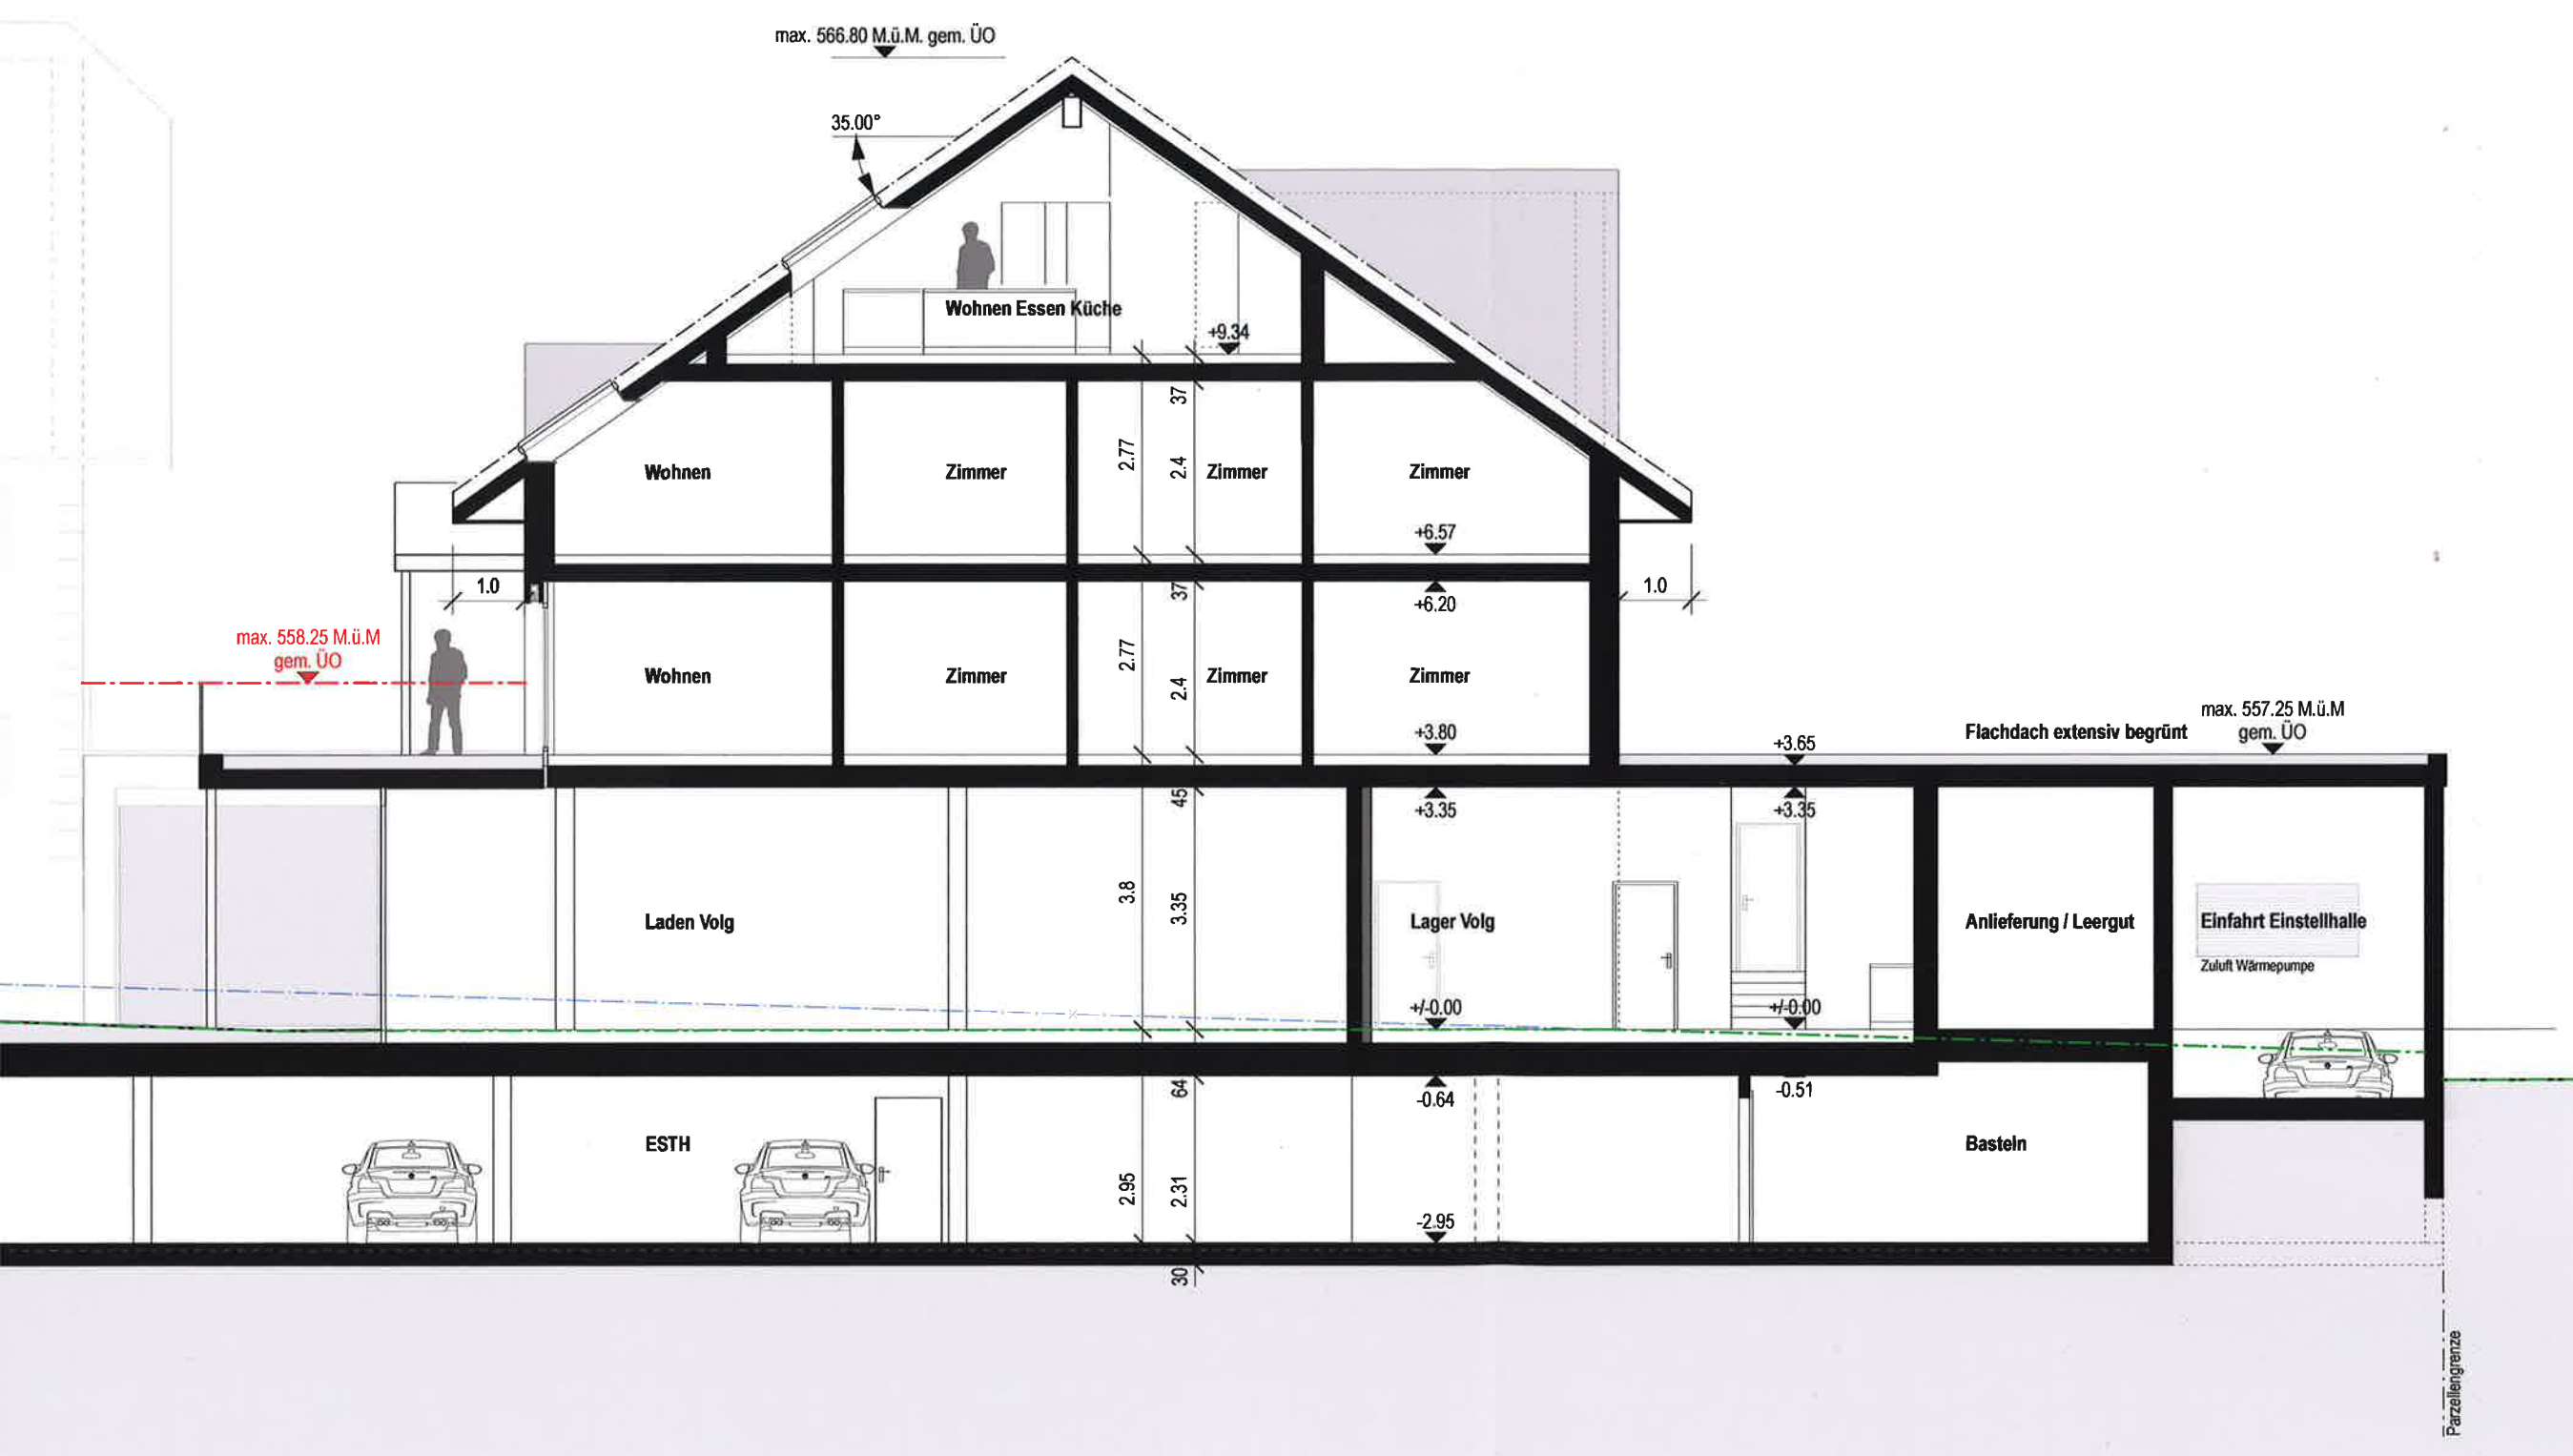 max. 566.80 M.ü.M. gem. ÜO
35.00°
Wohnen Essen Küche
+9.34
37
2.77
2.4
Wohnen
Zimmer
Zimmer
Zimmer
+6.57
1.0
37
+6.20
1.0
max. 558.25 M.ü.M
gem. ÜO
2.77
2.4
Wohnen
Zimmer
Zimmer
Zimmer
+3.80
+3.65
Flachdach extensiv begrünt
max. 557.25 M.ü.M
gem. ÜO
45
+3.35
+3.35
3.8
3.35
Laden Volg
Lager Volg
Anlieferung / Leergut
Einfahrt Einstellhalle
Zuluft Wärmepumpe
+/-0.00
+/-0.00
64
-0.64
-0.51
ESTH
Basteln
2.95
2.31
-2.95
30
Parzellengrenze